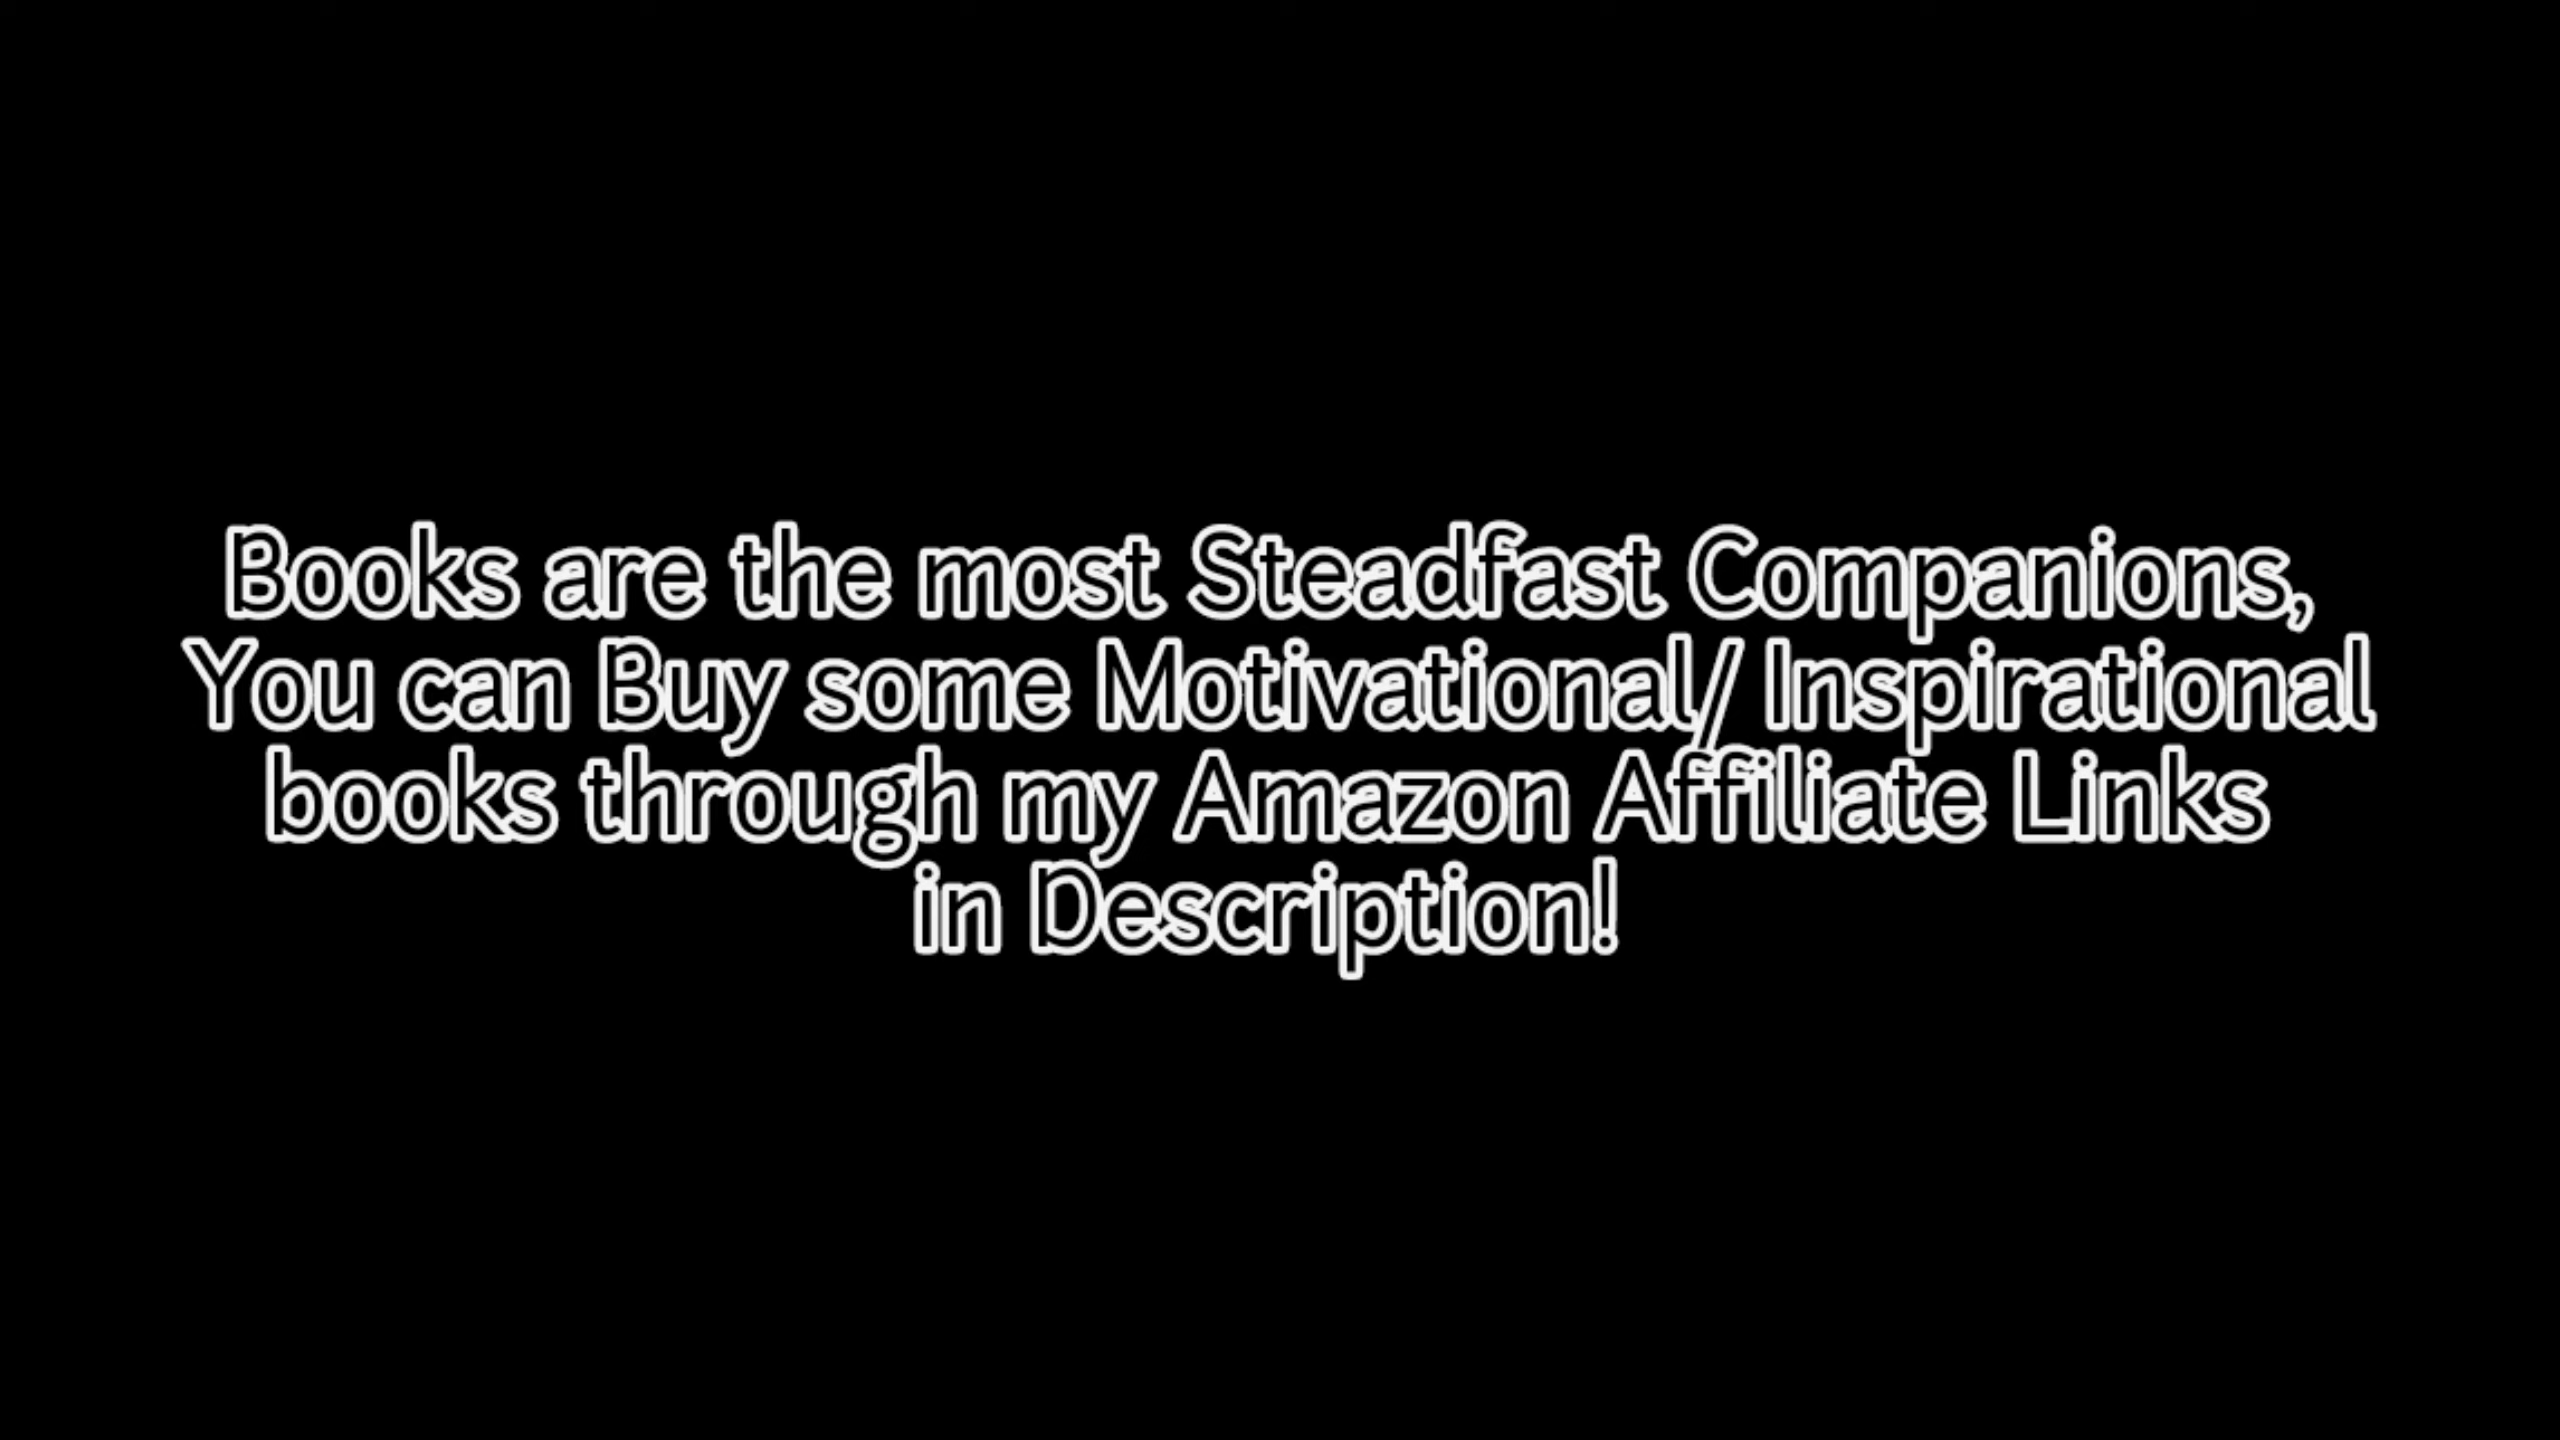 Books are the most Steadfast Companions,
You can Buy some Motivational/ Inspirational
books through my Amazon Affiliate Links
in Description!